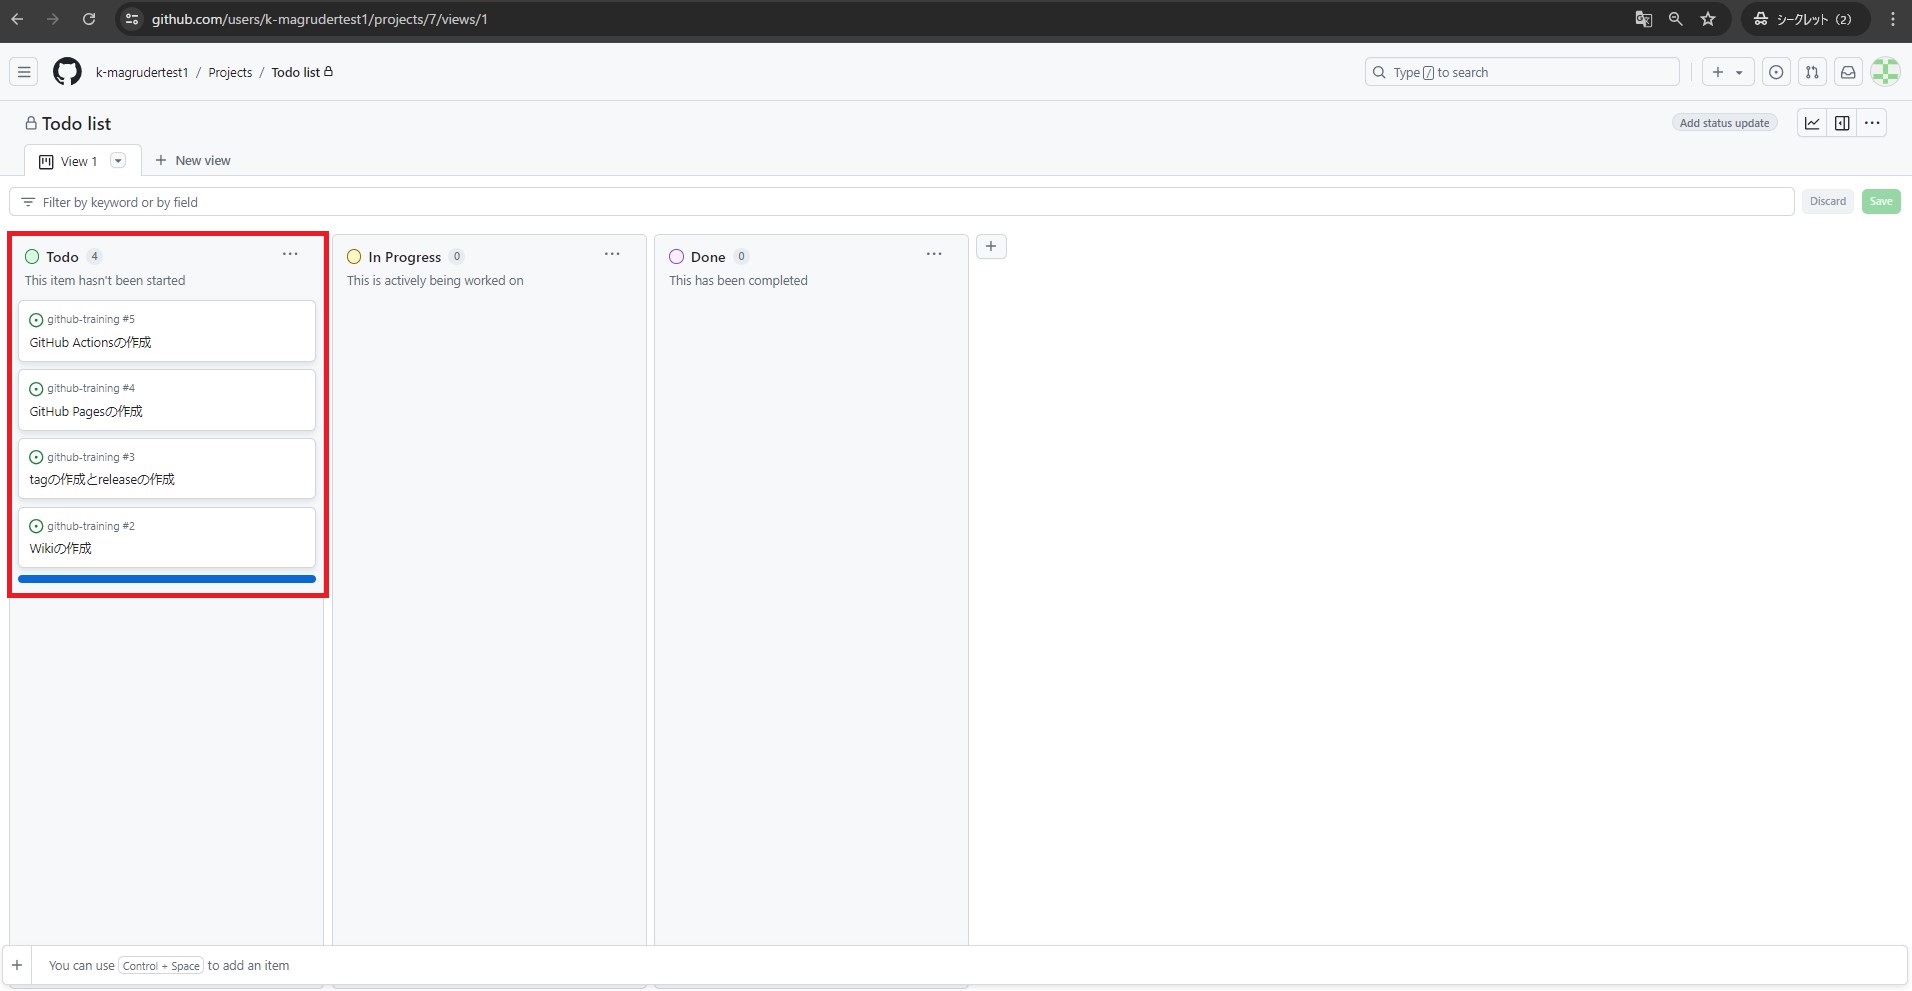 github.com/users/k-magrudertest1/projects/7/views/1
シークレット (2)
k-magrudertest1 / Projects / Todo list
Type / to search
Todo list
Add status update
View 1
New view
Filter by keyword or by field
Discard
Save
Todo 4
This item hasn't been started
github-training #5
GitHub Actionsの作成
github-training #4
GitHub Pagesの作成
github-training #3
tagの作成とreleaseの作成
github-training #2
Wikiの作成
In Progress 0
This is actively being worked on
Done 0
This has been completed
You can use Control + Space to add an item